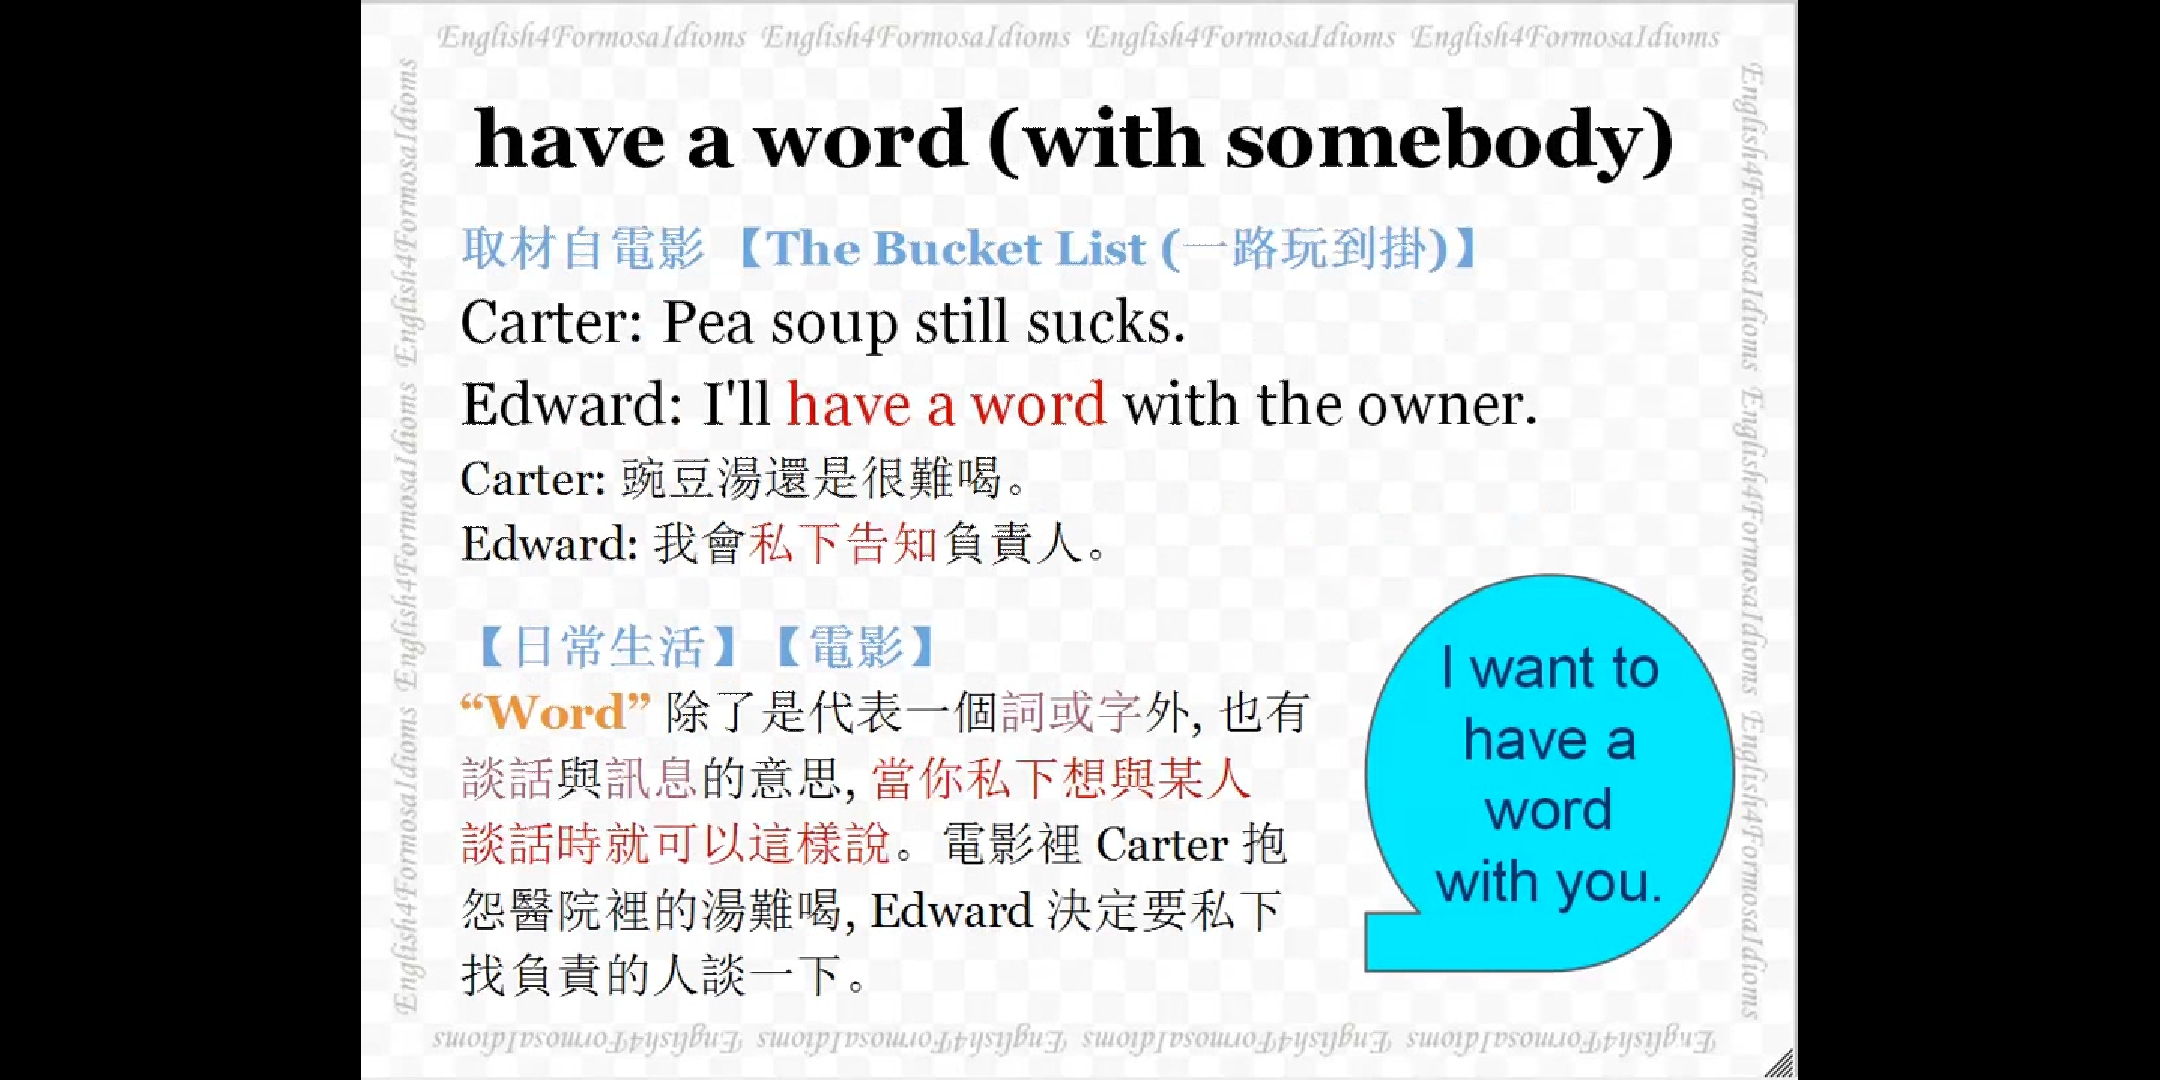 English4FormosaIdioms English4FormosaIdioms English4FormosaIdioms English4FormosaIdioms
English4FormosaIdioms English4FormosaIdioms English4FormosaIdioms
have a word (with somebody)
取材自電影 【The Bucket List (一路玩到掛)】
Carter: Pea soup still sucks.
Edward: I'll have a word with the owner.
Carter: 豌豆湯還是很難喝。
Edward: 我會私下告知負責人。
【日常生活】【電影】
“Word” 除了是代表一個詞或字外, 也有
談話與訊息的意思, 當你私下想與某人
談話時就可以這樣說。電影裡 Carter 抱
怨醫院裡的湯難喝, Edward 決定要私下
找負責的人談一下。
I want to
have a
word
with you.
English4FormosaIdioms English4FormosaIdioms English4FormosaIdioms
English4FormosaIdioms English4FormosaIdioms English4FormosaIdioms English4FormosaIdioms